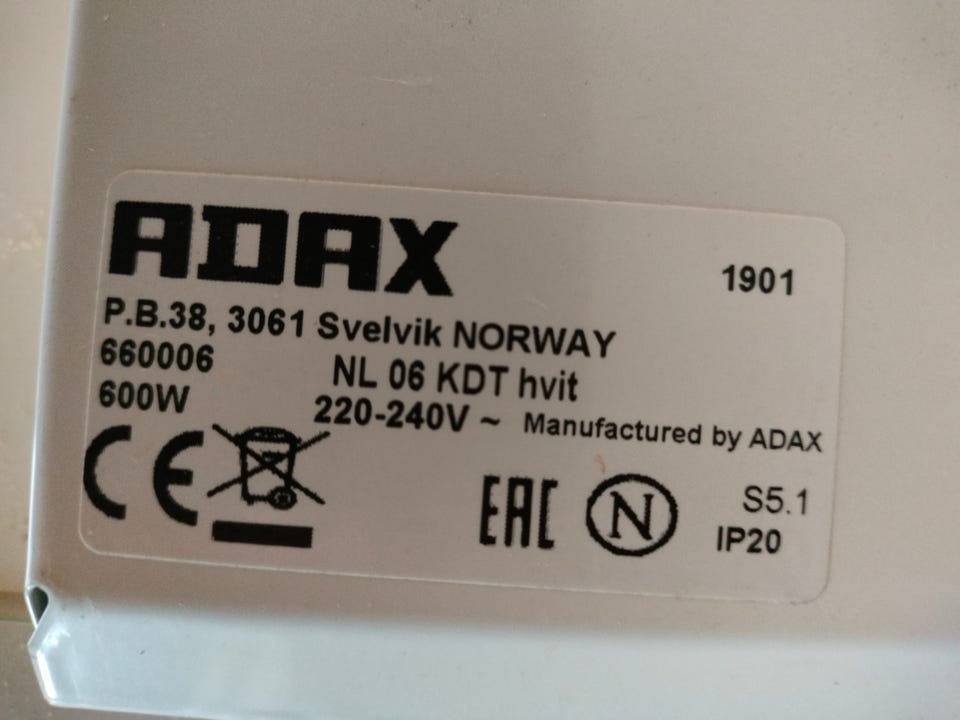 ADAX
1901
P.B.38, 3061 Svelvik NORWAY
660006 NL 06 KDT hvit
600W 220-240V ~ Manufactured by ADAX
CE EAC N S5.1
IP20